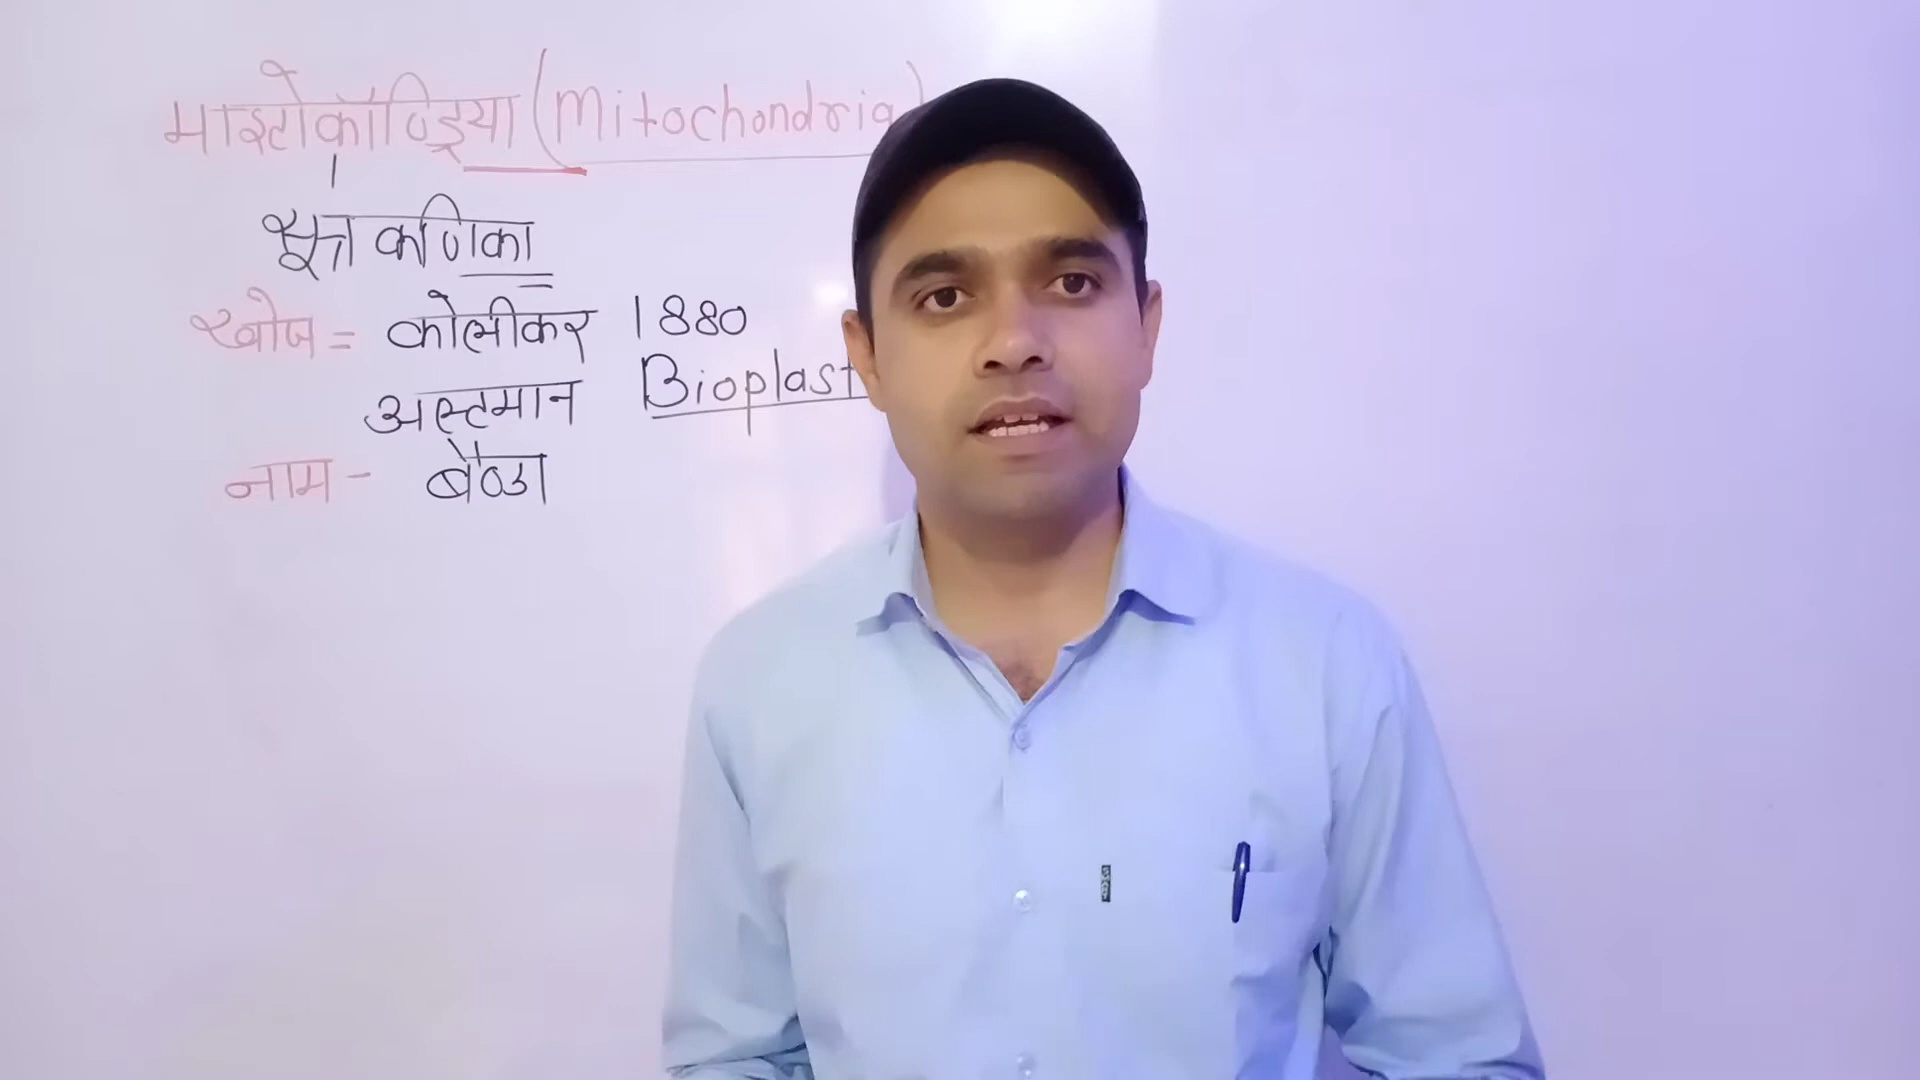 माइटोकॉण्ड्रिया (Mitochondria)
सूत्र कणिका
खोज = कोलीकर 1880
अल्टमान Bioplast
नाम - बैण्डा